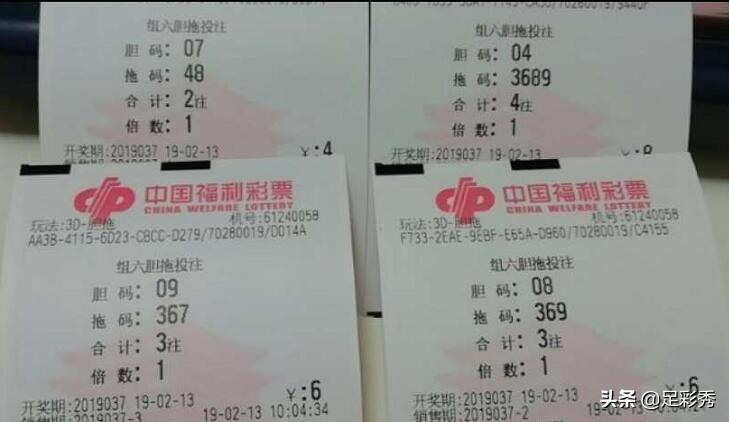 组六胆拖投注
胆 码: 07
拖 码: 48
合 计: 2注
倍 数: 1
开奖期:2019037 19-02-13 ¥:4
组六胆拖投注
胆 码: 04
拖 码: 3689
合 计: 4注
倍 数: 1
开奖期:2019037 19-02-13 ¥:8
中国福利彩票
CHINA WELFARE LOTTERY
玩法:3D-胆拖 机号:61240058
AA3B-4115-6D23-CBCC-D279/70280019/D014A
组六胆拖投注
胆 码: 09
拖 码: 367
合 计: 3注
倍 数: 1
¥:6
开奖期:2019037 19-02-13
销售期:2019037-3 19-02-13 10:04:34
中国福利彩票
CHINA WELFARE LOTTERY
玩法:3D-胆拖 机号:61240058
F733-2EAE-9EBF-E65A-D960/70280019/C4155
组六胆拖投注
胆 码: 08
拖 码: 369
合 计: 3注
倍 数: 1
¥:6
开奖期:2019037 19-02-13
销售期:2019037-2
头条 @足彩秀